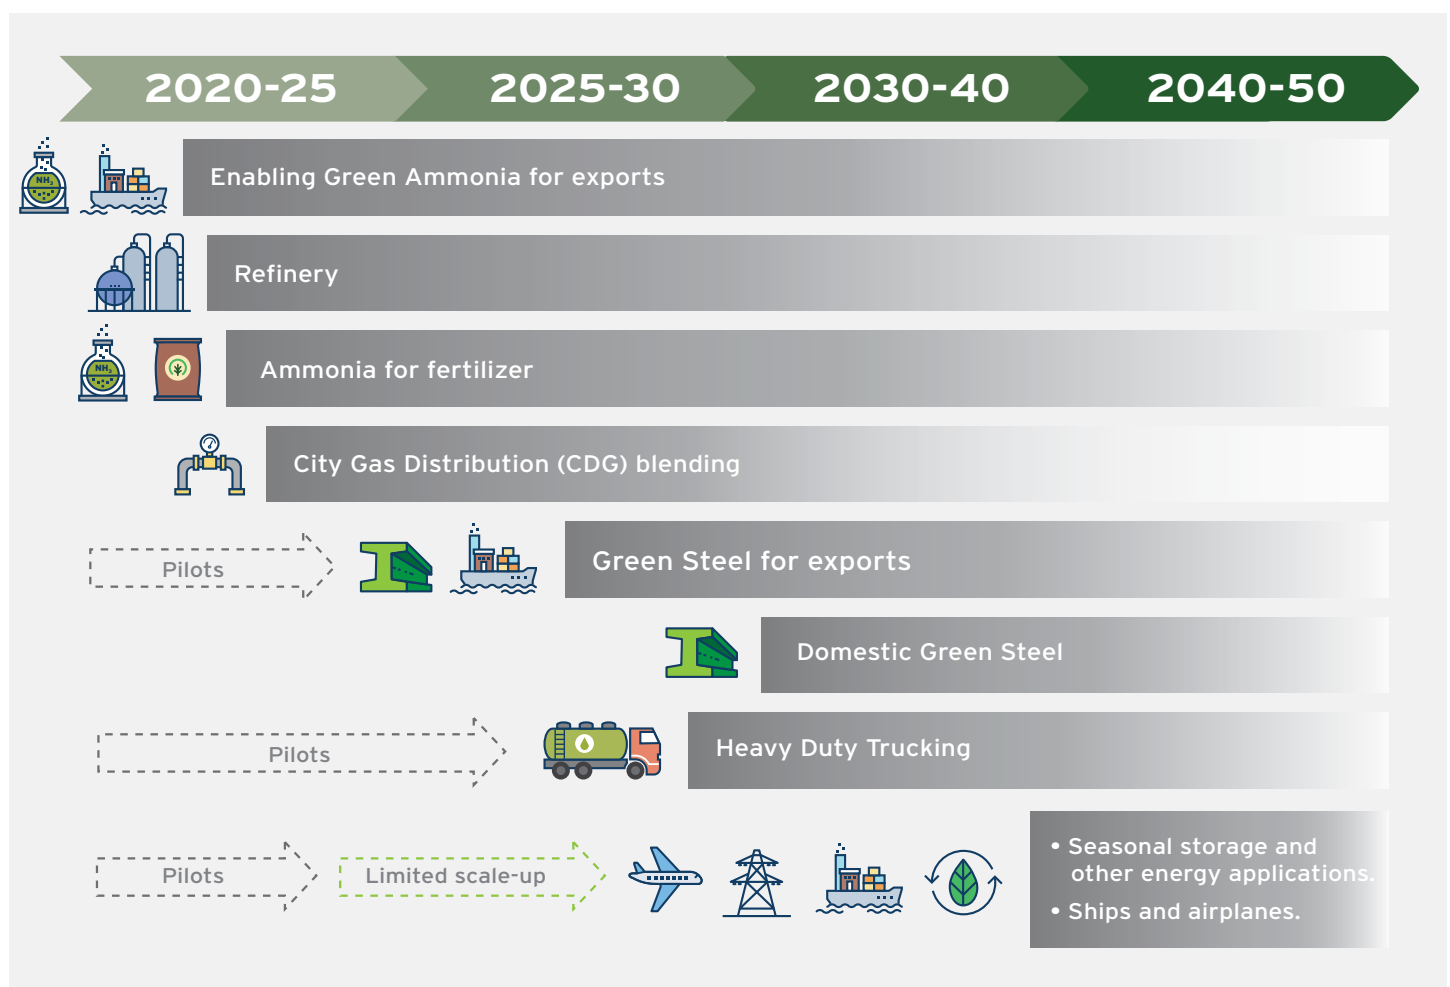 2020-25
2025-30
2030-40
2040-50
NH₃
Enabling Green Ammonia for exports
Refinery
NH₃
Ammonia for fertilizer
City Gas Distribution (CDG) blending
Pilots
Green Steel for exports
Domestic Green Steel
Pilots
Heavy Duty Trucking
Pilots
Limited scale-up
• Seasonal storage and
other energy applications.
• Ships and airplanes.